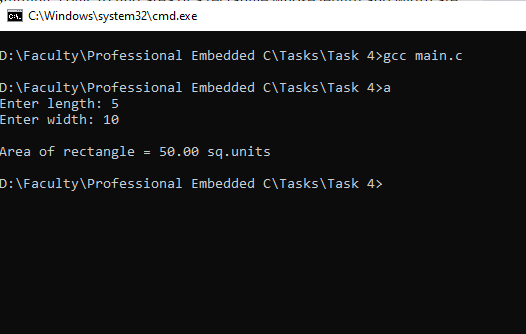 C:\Windows\system32\cmd.exe
D:\Faculty\Professional Embedded C\Tasks\Task 4>gcc main.c
D:\Faculty\Professional Embedded C\Tasks\Task 4>a
Enter length: 5
Enter width: 10
Area of rectangle = 50.00 sq.units
D:\Faculty\Professional Embedded C\Tasks\Task 4>